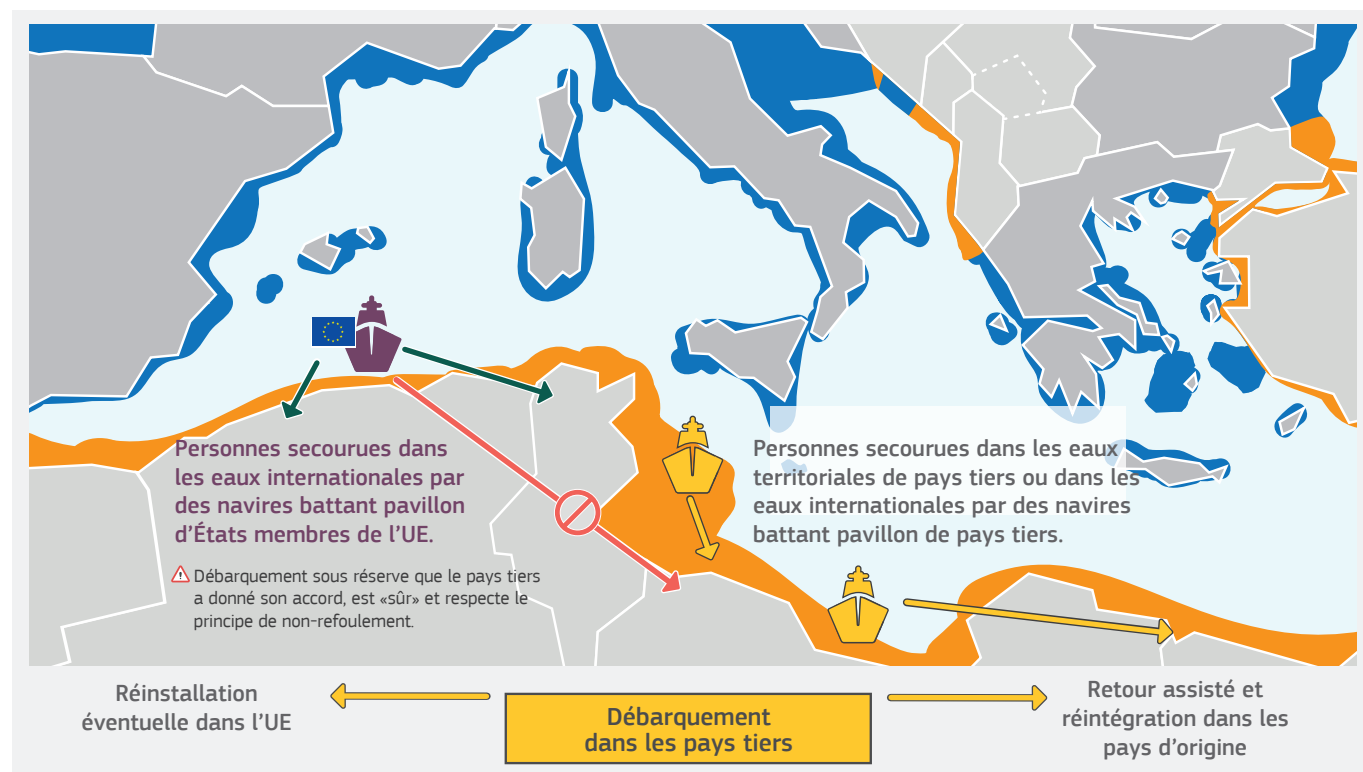 Personnes secourues dans
les eaux internationales par
des navires battant pavillon
d’États membres de l’UE.
Débarquement sous réserve que le pays tiers
a donné son accord, est «sûr» et respecte le
principe de non-refoulement.
Personnes secourues dans les eaux
territoriales de pays tiers ou dans les
eaux internationales par des navires
battant pavillon de pays tiers.
Réinstallation
éventuelle dans l’UE
Débarquement
dans les pays tiers
Retour assisté et
réintégration dans les
pays d’origine